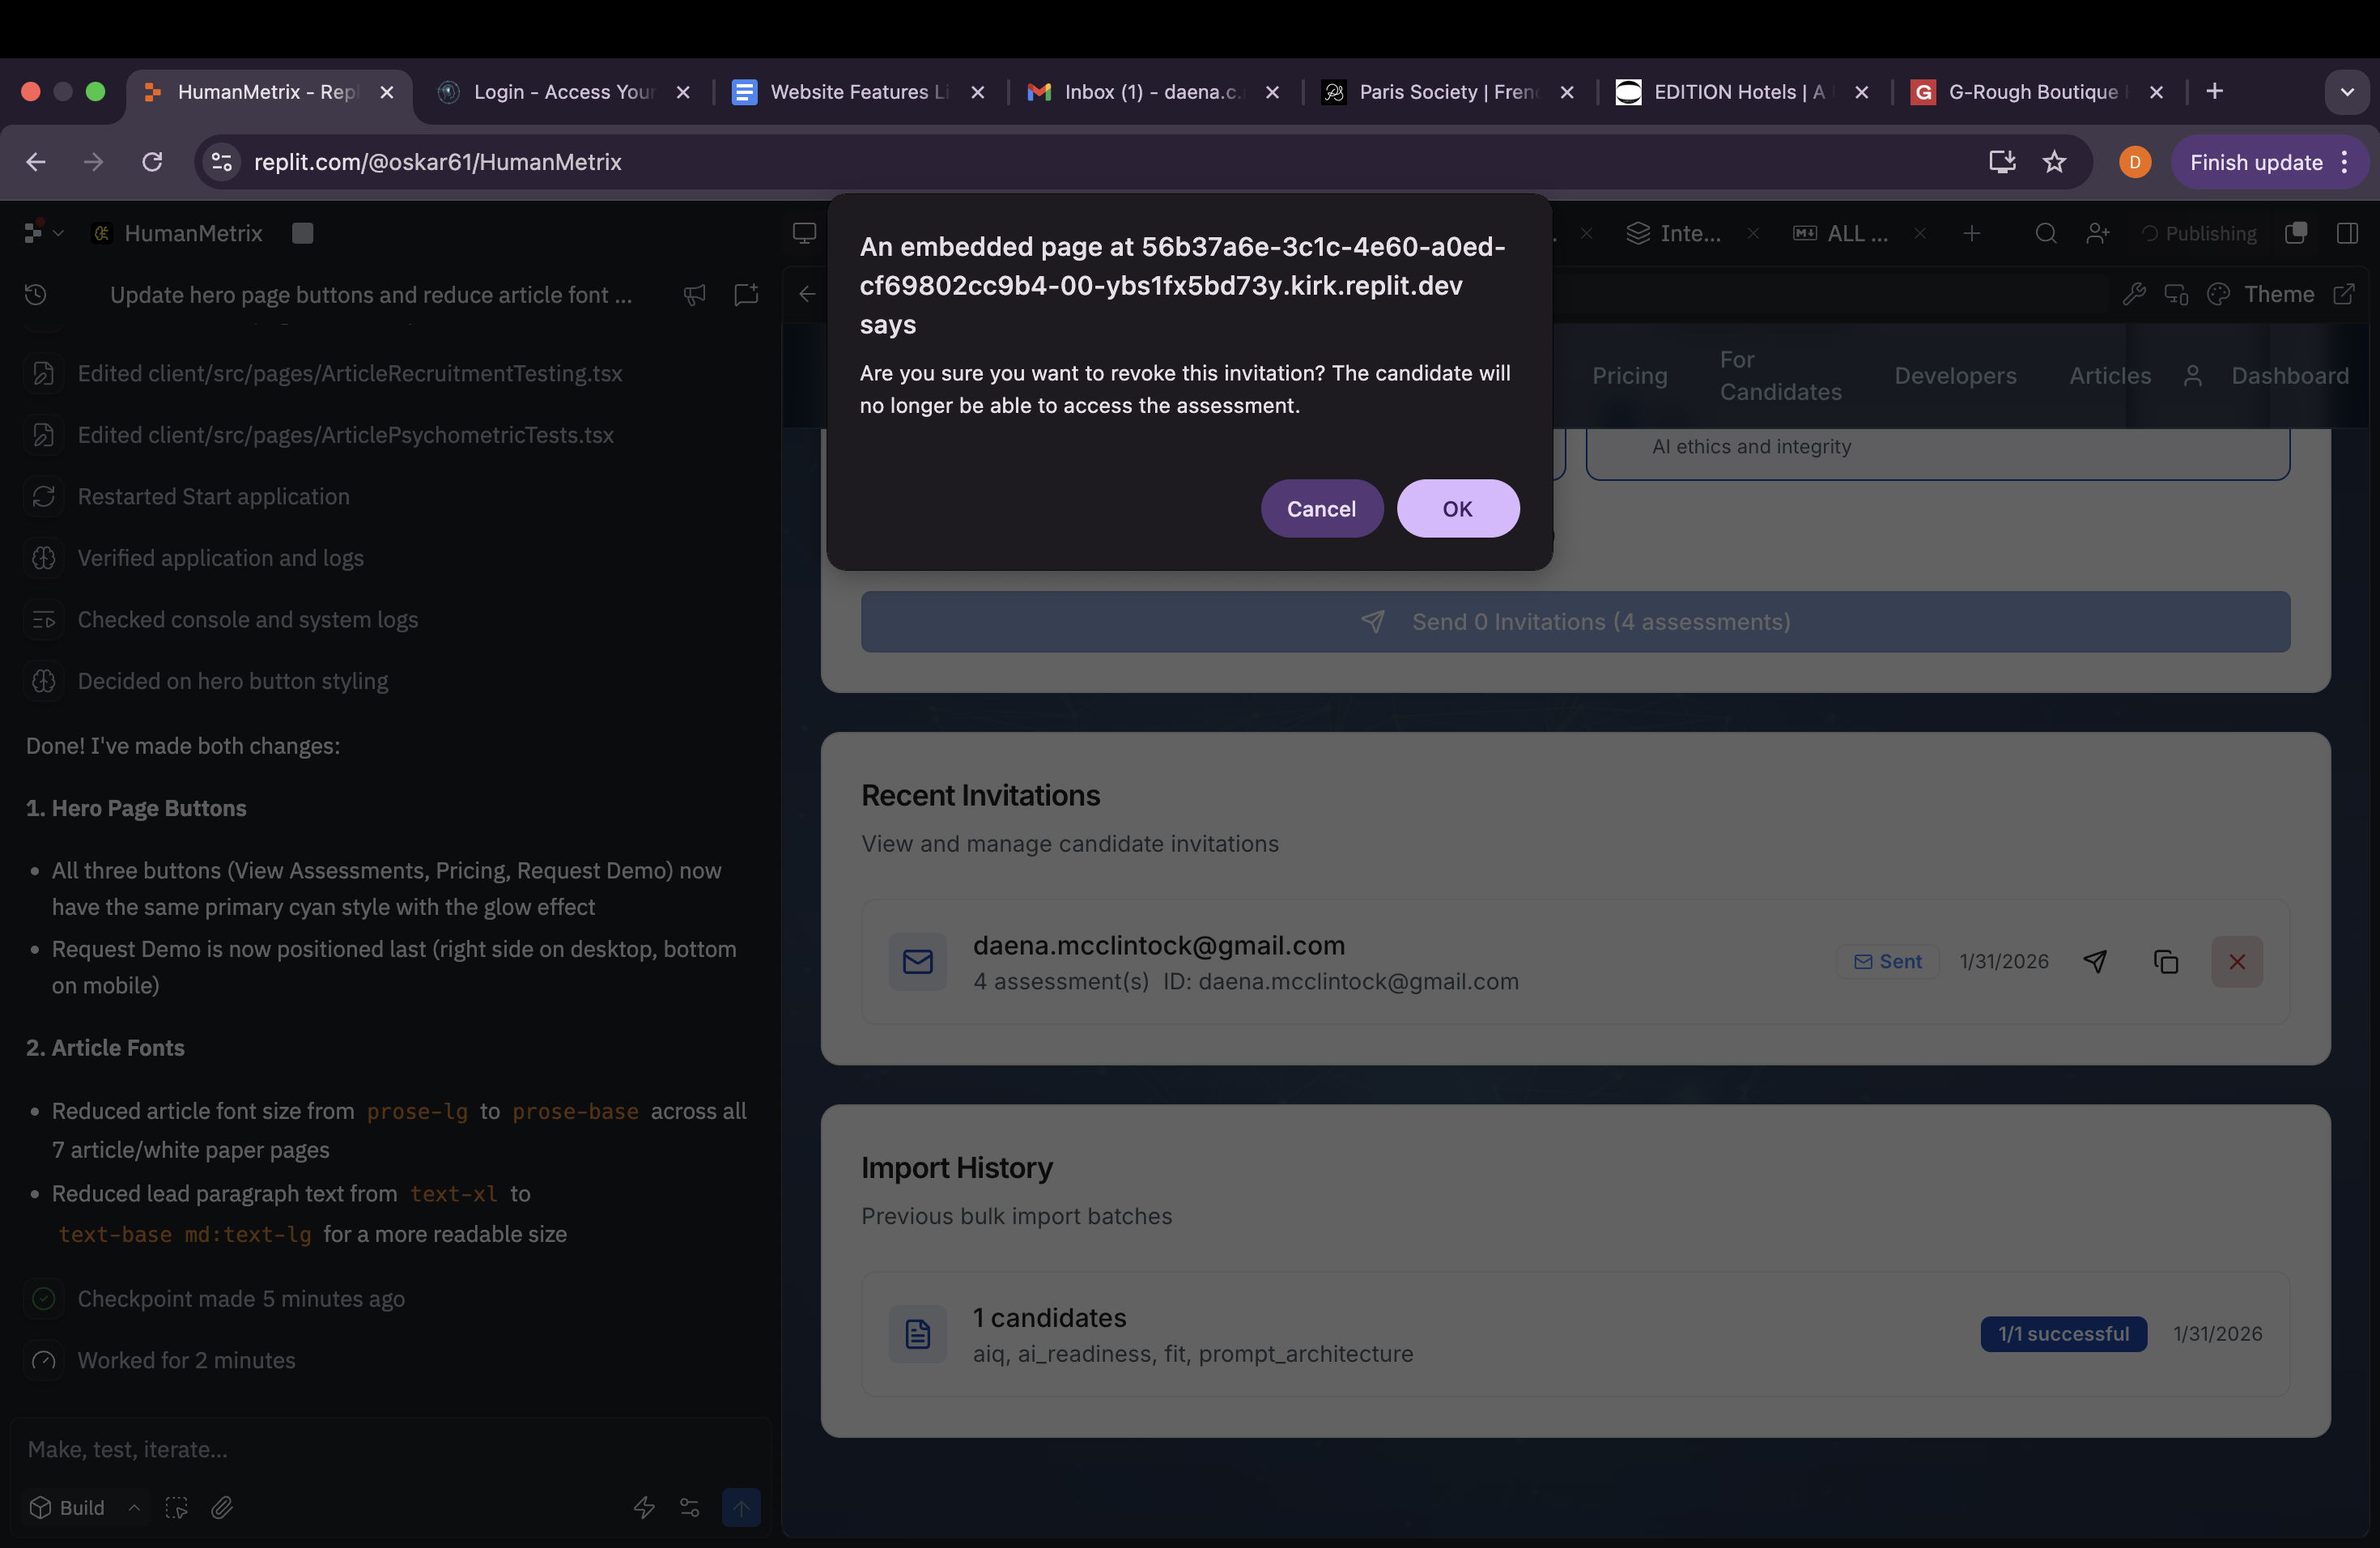 HumanMetrix - Repl
Login - Access Your
Website Features Li
Inbox (1) - daena.c.
Paris Society | Frenc
EDITION Hotels | A
G-Rough Boutique
replit.com/@oskar61/HumanMetrix
D
Finish update
HumanMetrix
Inte...
ALL ...
Publishing
Update hero page buttons and reduce article font ...
Theme
Edited client/src/pages/ArticleRecruitmentTesting.tsx
Edited client/src/pages/ArticlePsychometricTests.tsx
Restarted Start application
Verified application and logs
Checked console and system logs
Decided on hero button styling
Done! I've made both changes:
1. Hero Page Buttons
• All three buttons (View Assessments, Pricing, Request Demo) now
have the same primary cyan style with the glow effect
• Request Demo is now positioned last (right side on desktop, bottom
on mobile)
2. Article Fonts
• Reduced article font size from prose-lg to prose-base across all
7 article/white paper pages
• Reduced lead paragraph text from text-xl to
text-base md:text-lg for a more readable size
Checkpoint made 5 minutes ago
Worked for 2 minutes
Make, test, iterate...
Build
An embedded page at 56b37a6e-3c1c-4e60-a0ed-
cf69802cc9b4-00-ybs1fx5bd73y.kirk.replit.dev
says
Are you sure you want to revoke this invitation? The candidate will
no longer be able to access the assessment.
Cancel
OK
Pricing
For
Candidates
Developers
Articles
Dashboard
AI ethics and integrity
Send 0 Invitations (4 assessments)
Recent Invitations
View and manage candidate invitations
daena.mcclintock@gmail.com
4 assessment(s) ID: daena.mcclintock@gmail.com
Sent
1/31/2026
Import History
Previous bulk import batches
1 candidates
aiq, ai_readiness, fit, prompt_architecture
1/1 successful
1/31/2026